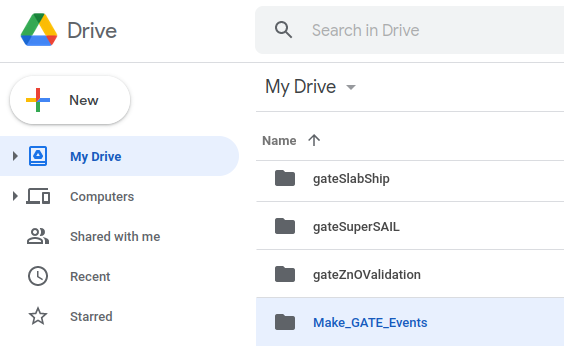 Drive
Search in Drive
New
My Drive
Computers
Shared with me
Recent
Starred
My Drive
Name
gateSlabShip
gateSuperSAIL
gateZnOValidation
Make_GATE_Events